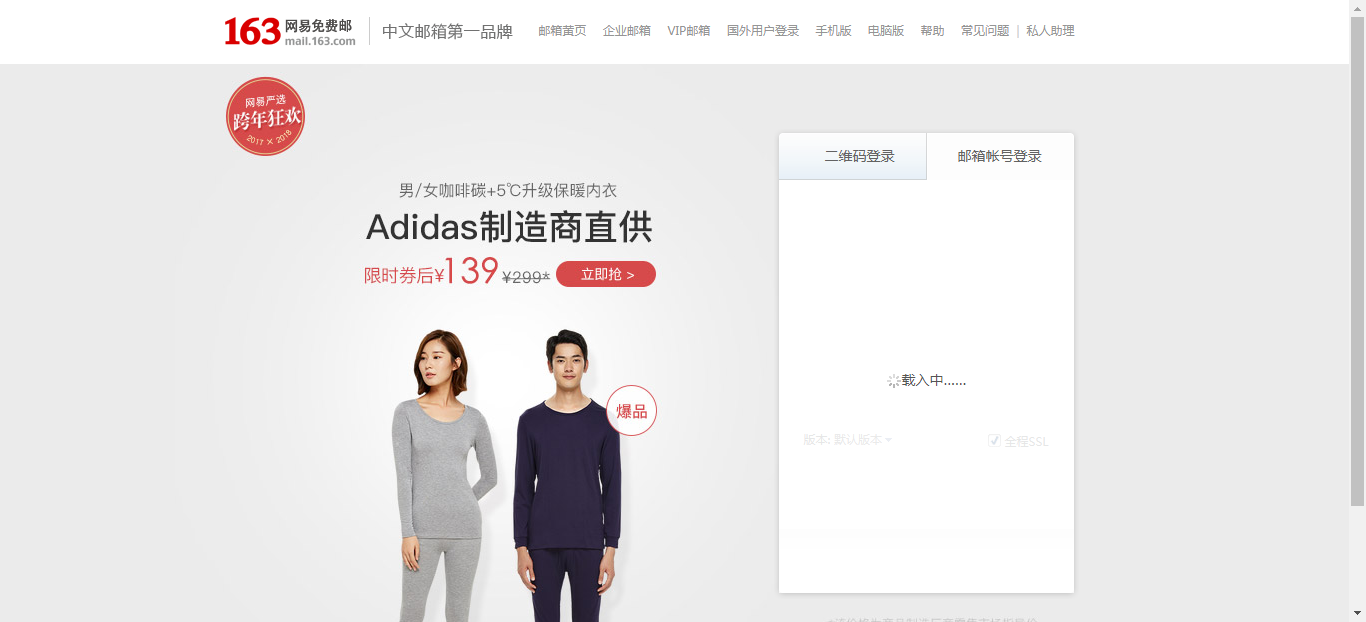 163 网易免费邮 mail.163.com 中文邮箱第一品牌 邮箱黄页 企业邮箱 VIP邮箱 国外用户登录 手机版 电脑版 帮助 常见问题 | 私人助理
网易严选
跨年狂欢
2017 × 2018
二维码登录 邮箱帐号登录
男/女咖啡碳+5℃升级保暖内衣
Adidas制造商直供
限时券后¥139 ¥299* 立即抢 >
载入中......
爆品
版本: 默认版本 全程SSL